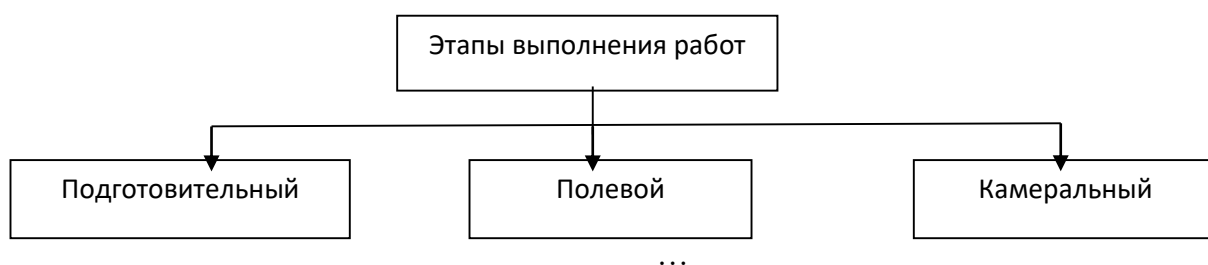 Этапы выполнения работ
Подготовительный
Полевой
Камеральный
...